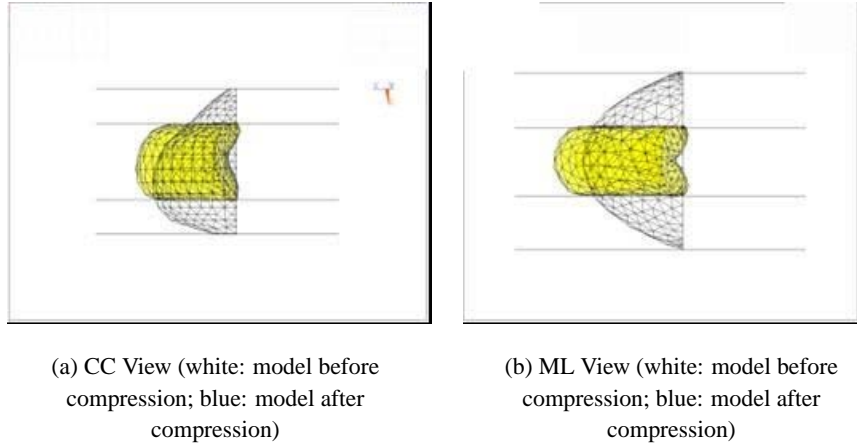 (a) CC View (white: model before
compression; blue: model after
compression)
(b) ML View (white: model before
compression; blue: model after
compression)